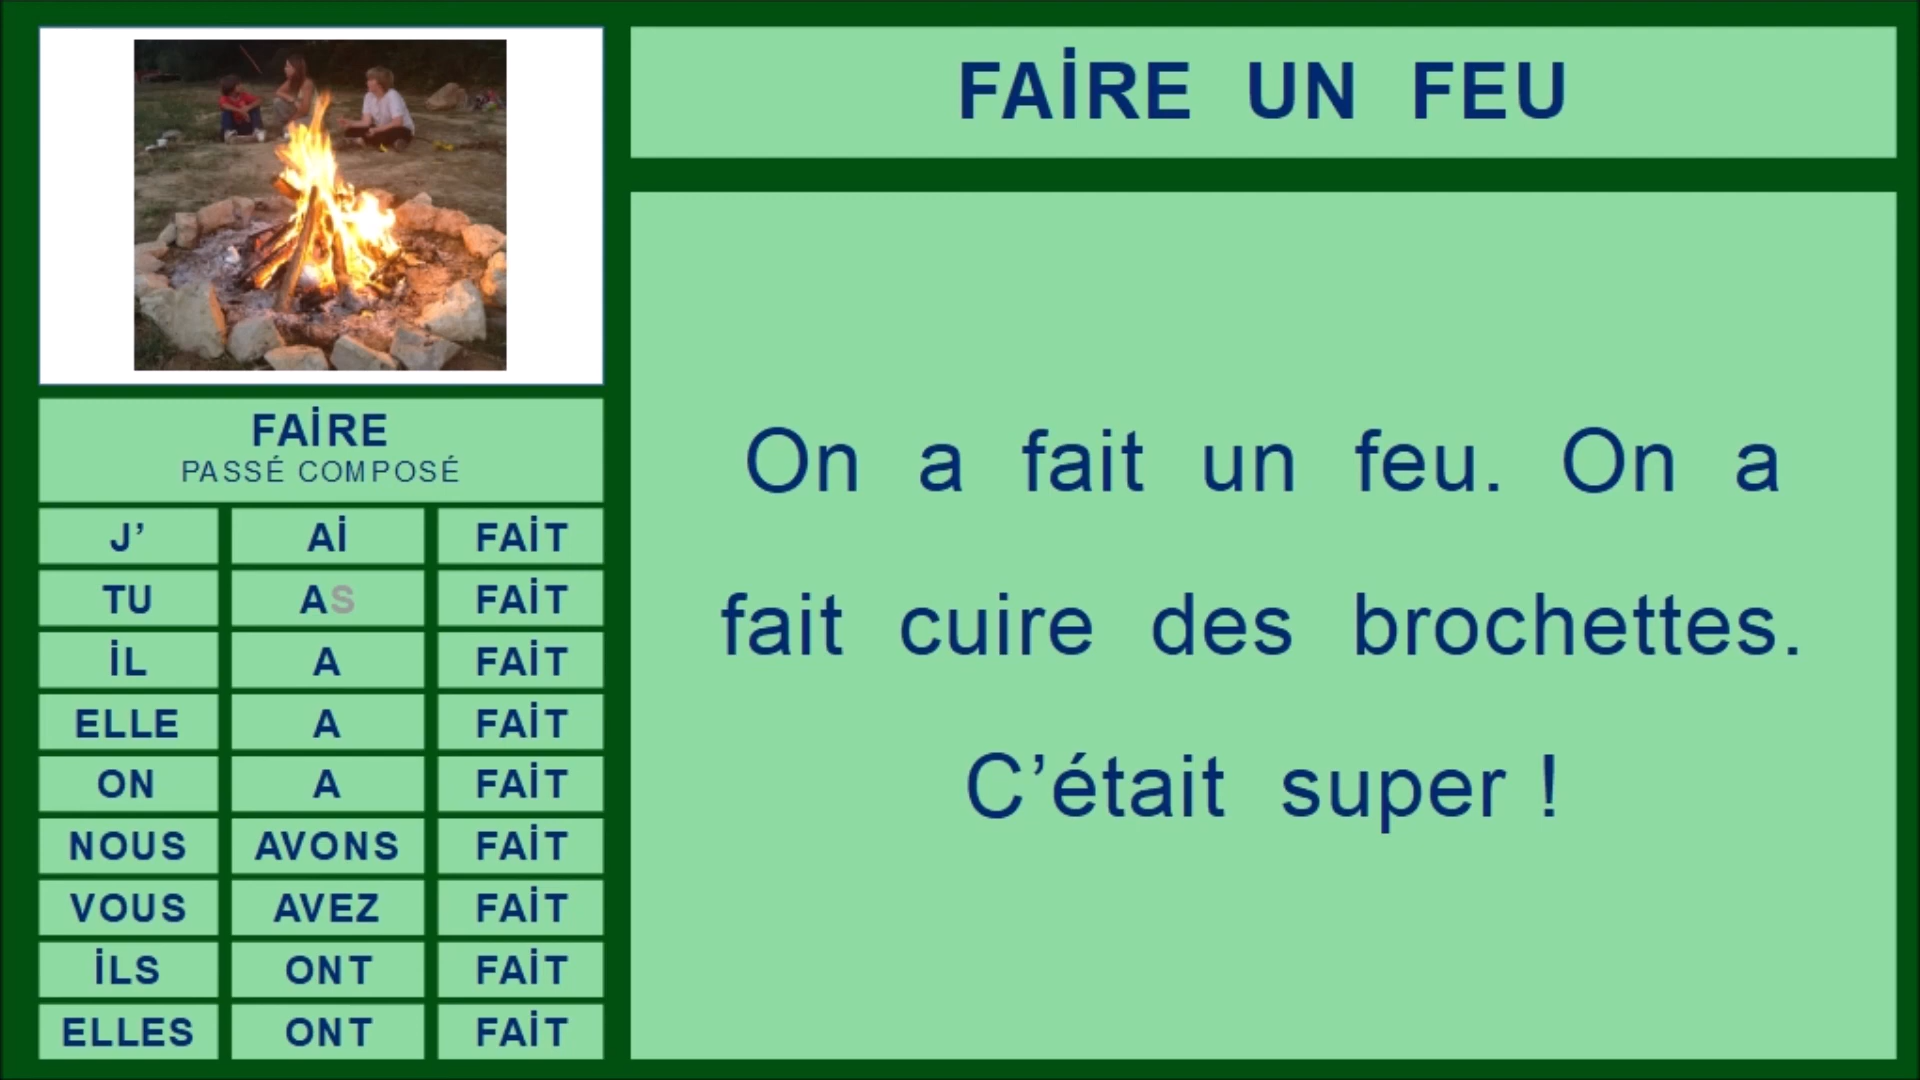 FAİRE UN FEU
On a fait un feu. On a
fait cuire des brochettes.
C’était super !
FAİRE
PASSÉ COMPOSÉ
J’ Aİ FAİT
TU AS FAİT
İL A FAİT
ELLE A FAİT
ON A FAİT
NOUS AVONS FAİT
VOUS AVEZ FAİT
İLS ONT FAİT
ELLES ONT FAİT